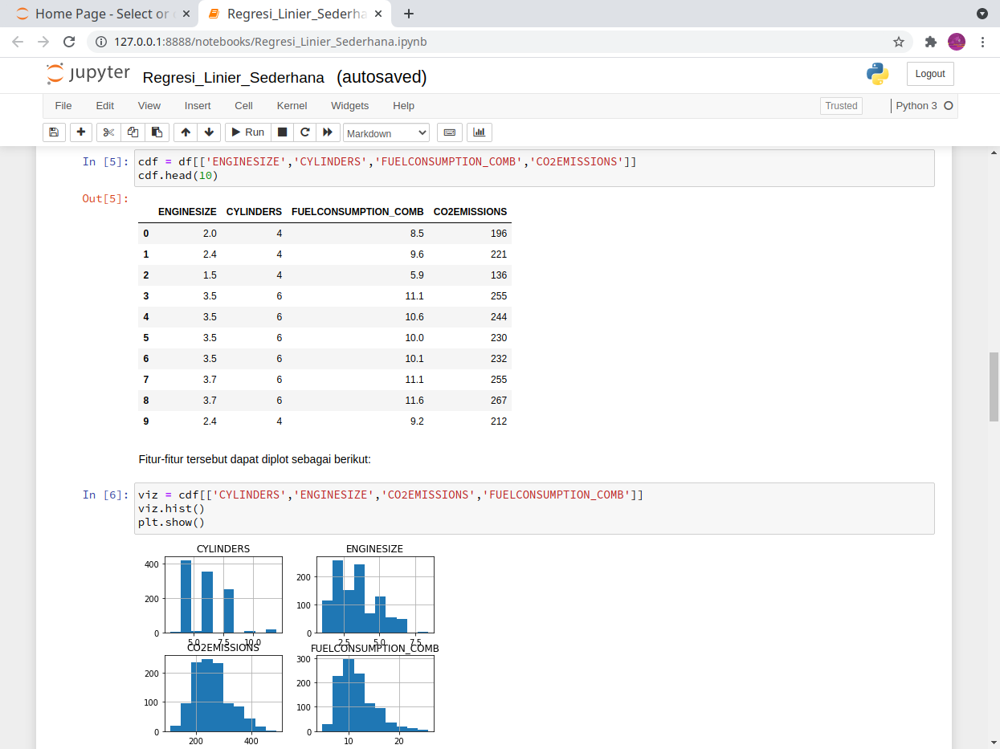 Home Page - Select or c
Regresi_Linier_Sederha
127.0.0.1:8888/notebooks/Regresi_Linier_Sederhana.ipynb
jupyter Regresi_Linier_Sederhana (autosaved) Logout
File Edit View Insert Cell Kernel Widgets Help Trusted Python 3
Run Markdown
In [5]: cdf = df[['ENGINESIZE','CYLINDERS','FUELCONSUMPTION_COMB','CO2EMISSIONS']]
cdf.head(10)
Out[5]:
ENGINESIZE CYLINDERS FUELCONSUMPTION_COMB CO2EMISSIONS
0 2.0 4 8.5 196
1 2.4 4 9.6 221
2 1.5 4 5.9 136
3 3.5 6 11.1 255
4 3.5 6 10.6 244
5 3.5 6 10.0 230
6 3.5 6 10.1 232
7 3.7 6 11.1 255
8 3.7 6 11.6 267
9 2.4 4 9.2 212
Fitur-fitur tersebut dapat diplot sebagai berikut:
In [6]: viz = cdf[['CYLINDERS','ENGINESIZE','CO2EMISSIONS','FUELCONSUMPTION_COMB']]
viz.hist()
plt.show()
CYLINDERS
400
200
0
5.0 7.5 10.0
ENGINESIZE
200
100
0
2.5 5.0 7.5
CO2EMISSIONS
200
100
0
200 400
FUELCONSUMPTION_COMB
300
200
100
0
10 20